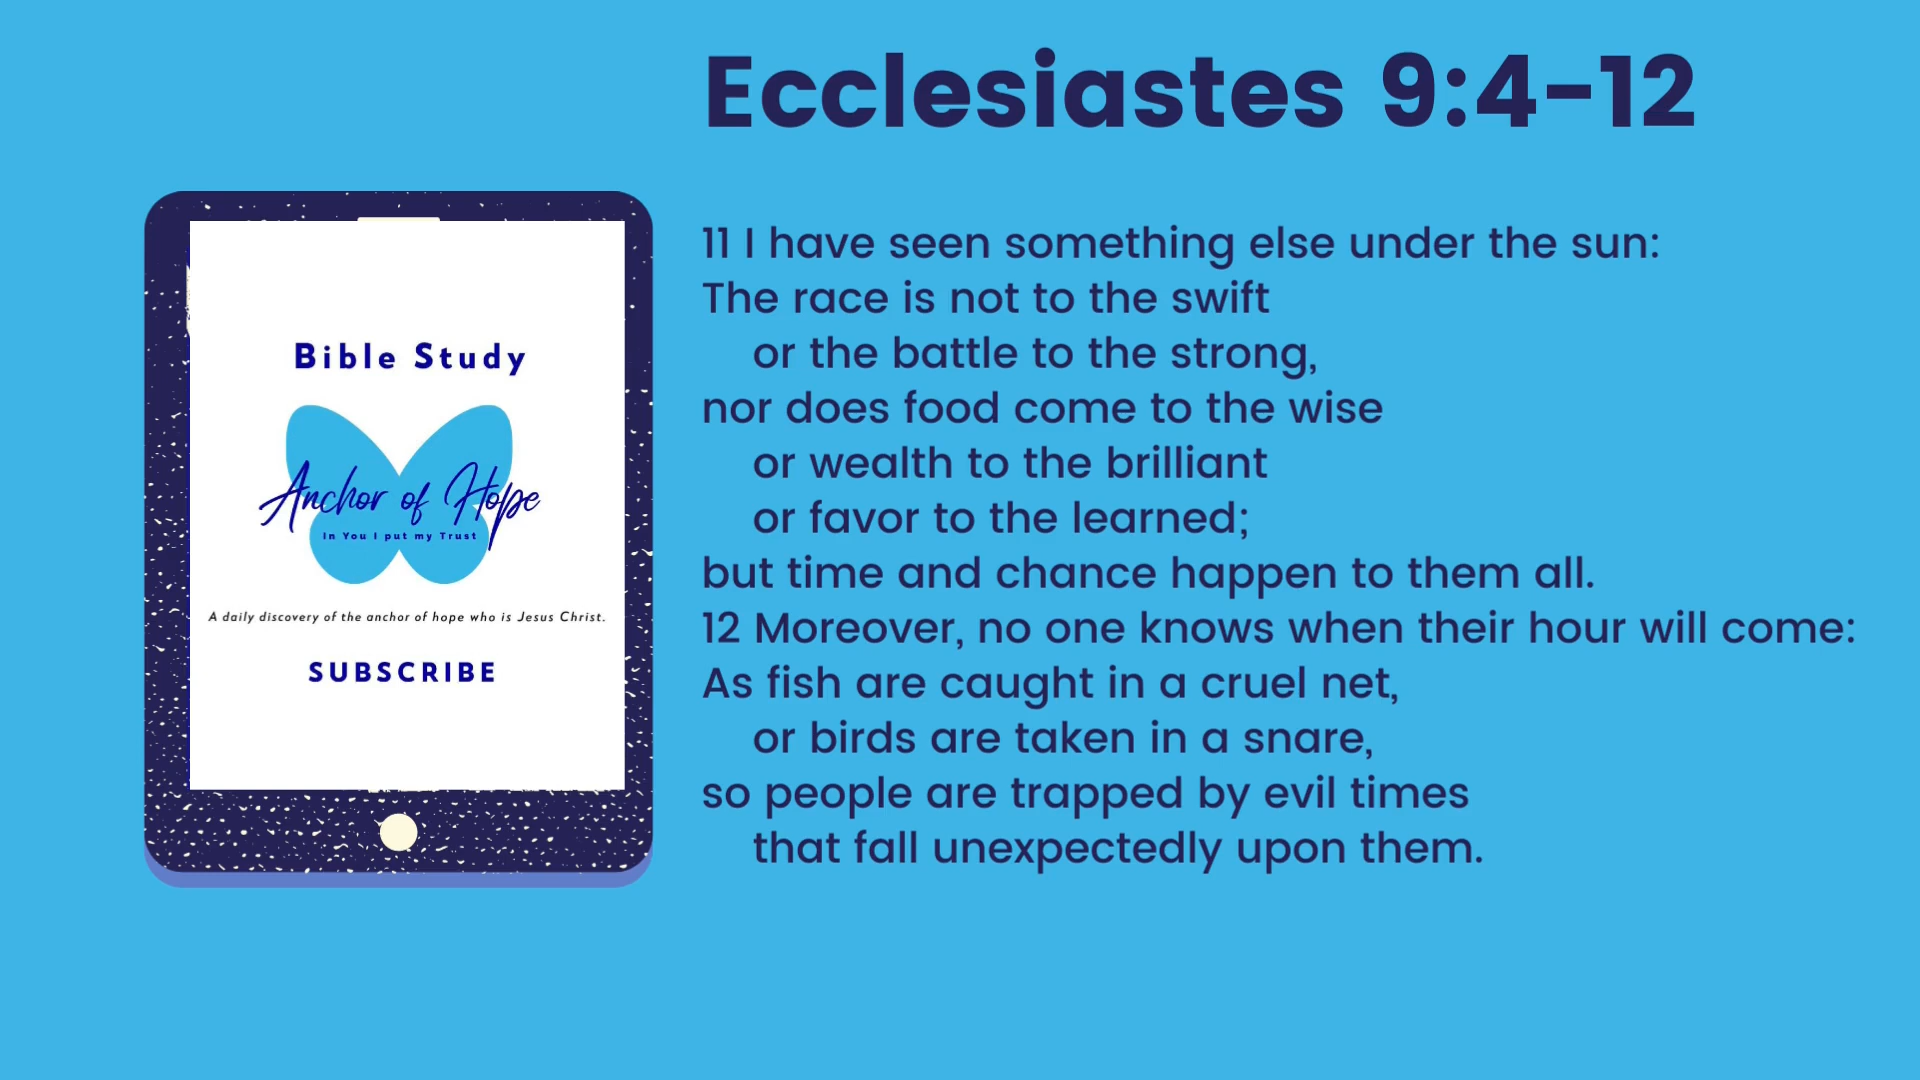 Ecclesiastes 9:4-12
Bible Study
Anchor of Hope
In You I put my Trust
A daily discovery of the anchor of hope who is Jesus Christ.
SUBSCRIBE
11 I have seen something else under the sun:
The race is not to the swift
or the battle to the strong,
nor does food come to the wise
or wealth to the brilliant
or favor to the learned;
but time and chance happen to them all.
12 Moreover, no one knows when their hour will come:
As fish are caught in a cruel net,
or birds are taken in a snare,
so people are trapped by evil times
that fall unexpectedly upon them.